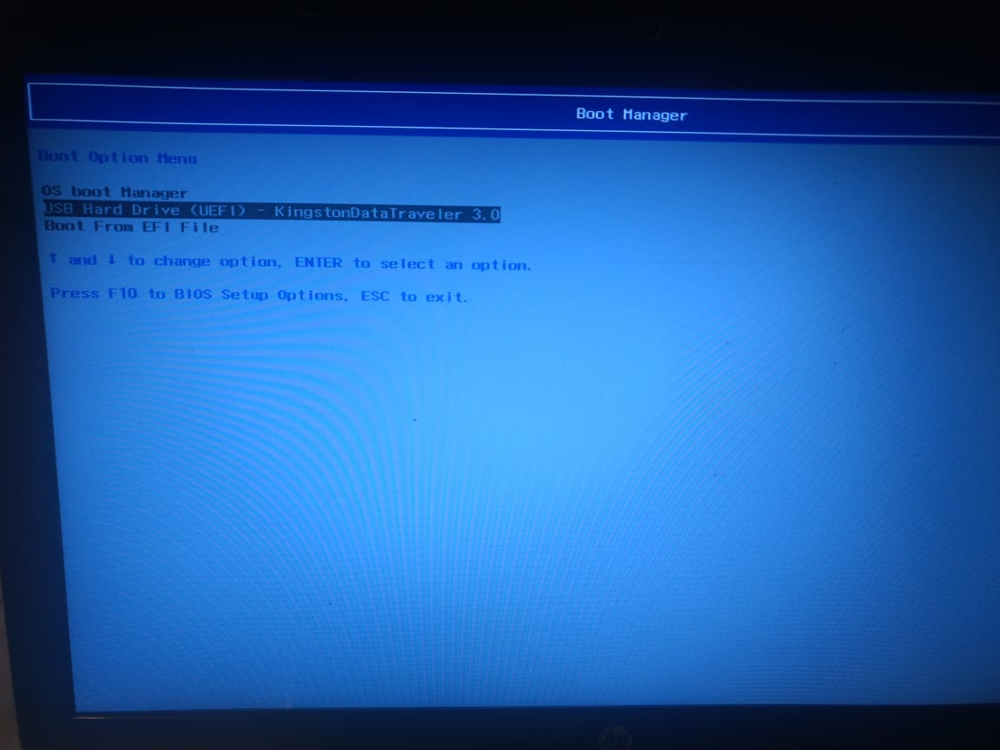 Boot Manager
Boot Option Menu
OS boot Manager
USB Hard Drive (UEFI) - KingstonDataTraveler 3.0
Boot From EFI File
↑ and ↓ to change option, ENTER to select an option.
Press F10 to BIOS Setup Options, ESC to exit.
hp